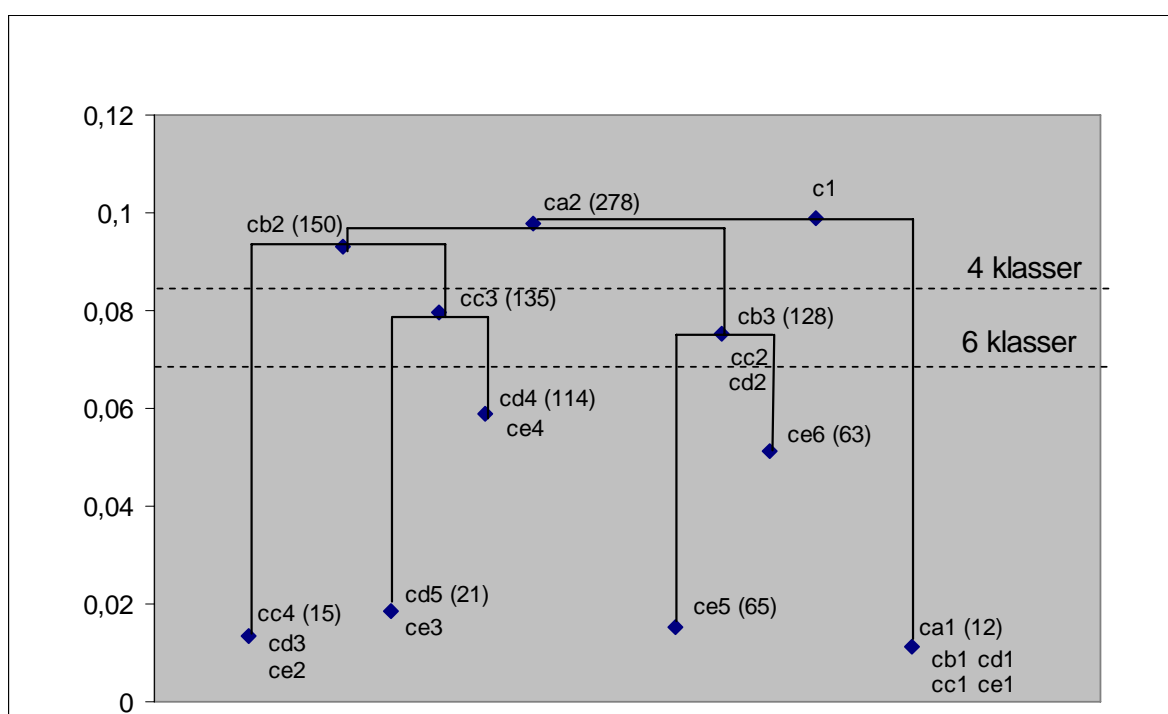 0,12
0,1
0,08
0,06
0,04
0,02
0
c1
ca2 (278)
cb2 (150)
4 klasser
cc3 (135)
cb3 (128)
cc2
cd2
6 klasser
cd4 (114)
ce4
ce6 (63)
cd5 (21)
ce3
ce5 (65)
cc4 (15)
cd3
ce2
ca1 (12)
cb1 cd1
cc1 ce1